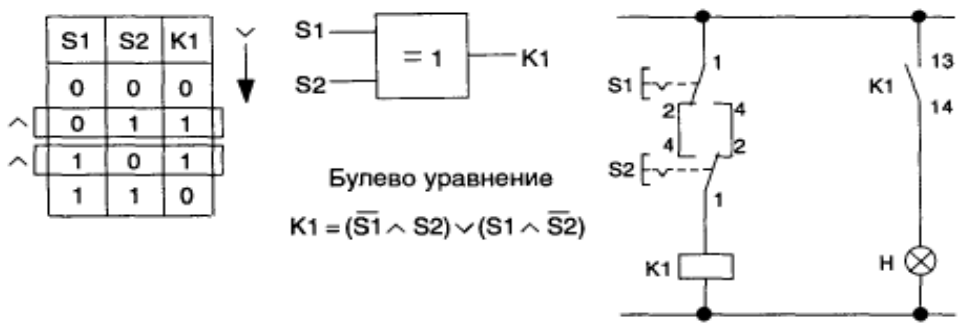 S1 S2 K1
0 0 0
0 1 1
1 0 1
1 1 0
∨
∧
∧
S1
S2
= 1
K1
Булево уравнение
K1 = (S̅1̅ ∧ S2) ∨ (S1 ∧ S̅2̅)
S1
1
2
4
4
2
S2
1
K1
13
K1
14
H